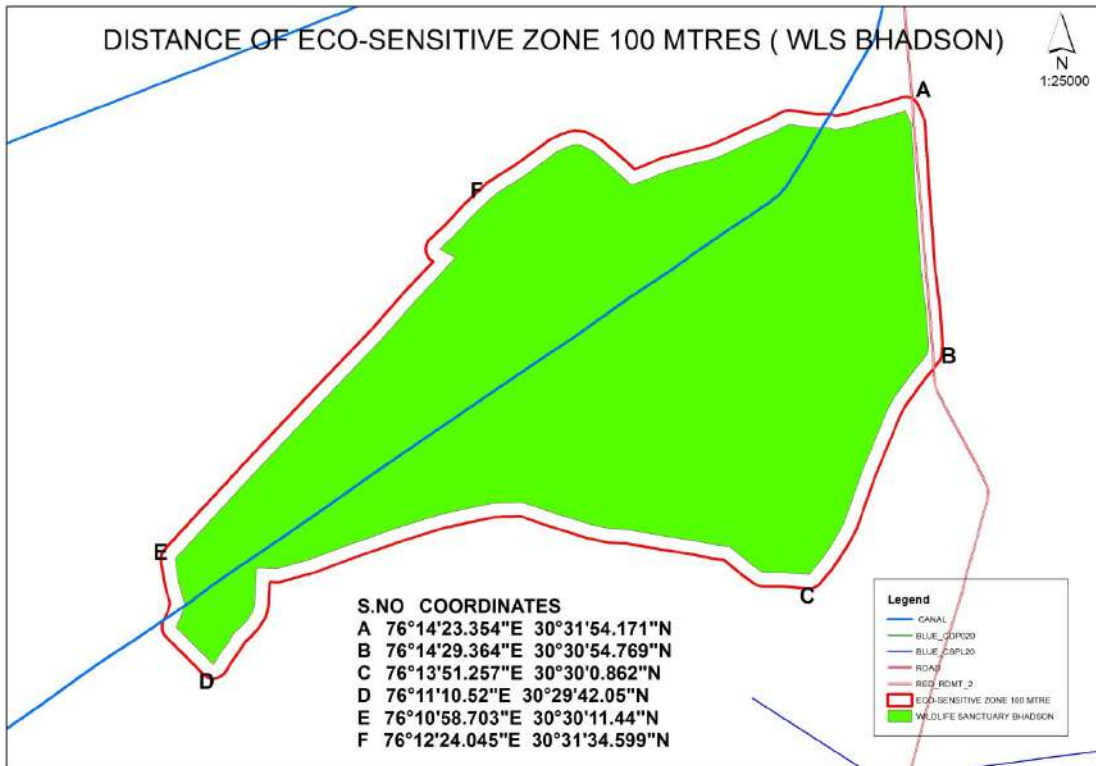 DISTANCE OF ECO-SENSITIVE ZONE 100 MTRES ( WLS BHADSON)
N
1:25000
A
F
B
E
C
D
S.NO COORDINATES
A 76°14'23.354"E 30°31'54.171"N
B 76°14'29.364"E 30°30'54.769"N
C 76°13'51.257"E 30°30'0.862"N
D 76°11'10.52"E 30°29'42.05"N
E 76°10'58.703"E 30°30'11.44"N
F 76°12'24.045"E 30°31'34.599"N
Legend
CANAL
BLUE_CDP020
BLUE_CBPL20
ROAD
RED_RDMT_2
ECO-SENSITIVE ZONE 100 MTRE
WILDLIFE SANCTUARY BHADSON